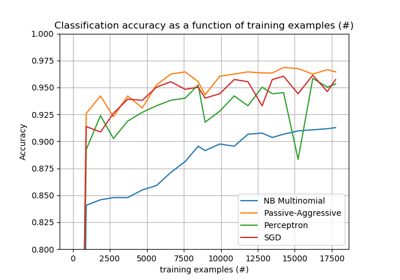 Classification accuracy as a function of training examples (#)
1.000
0.975
0.950
0.925
0.900
0.875
0.850
0.825
0.800
Accuracy
NB Multinomial
Passive-Aggressive
Perceptron
SGD
0 2500 5000 7500 10000 12500 15000 17500
training examples (#)